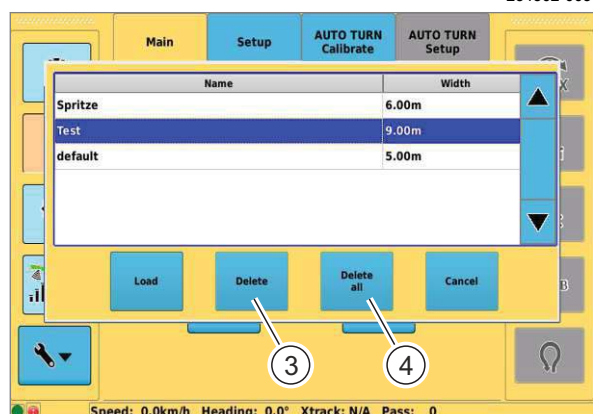 Main Setup AUTO TURN Calibrate AUTO TURN Setup
Name Width
Spritze 6.00m
Test 9.00m
default 5.00m
Load Delete Delete all Cancel
3 4
Speed: 0.0km/h Heading: 0.0° Xtrack: N/A Pass: 0